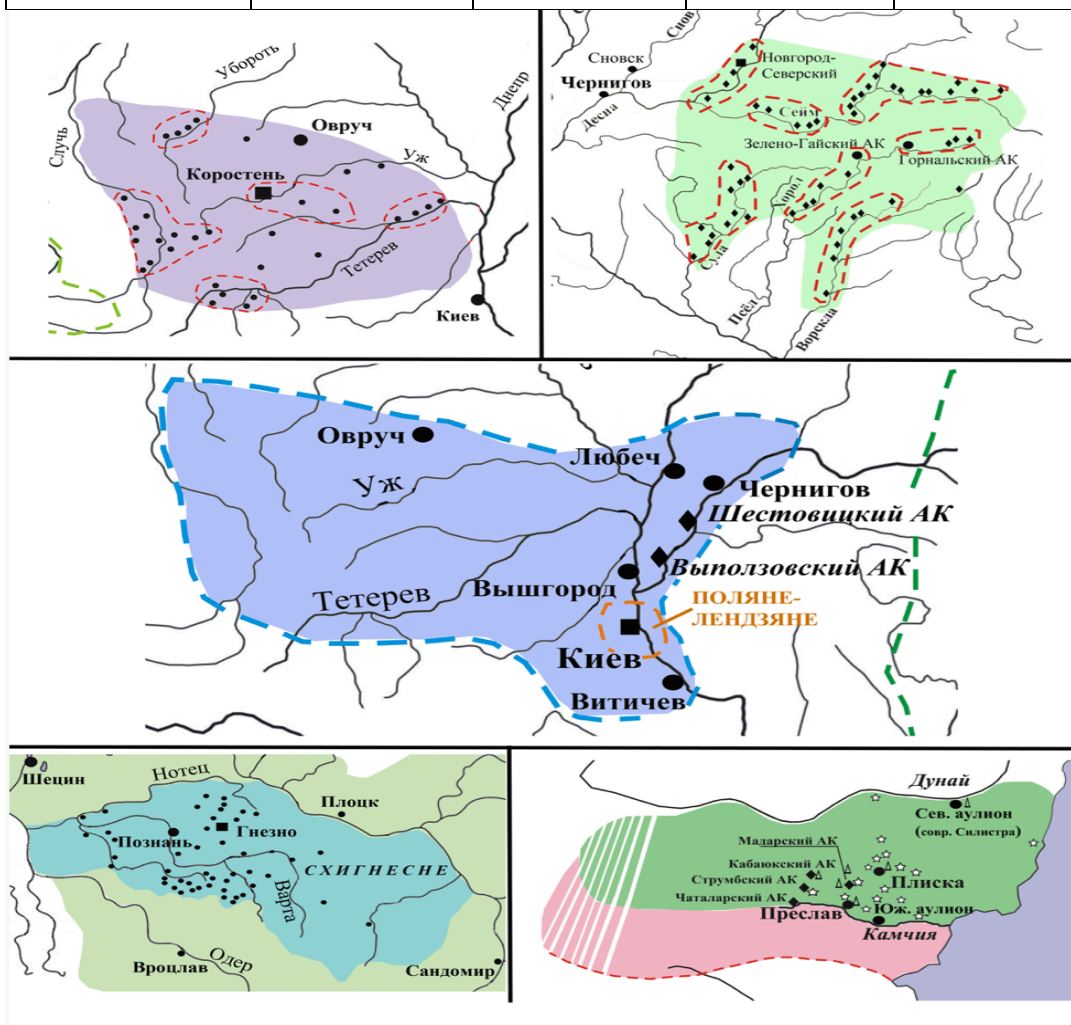 Убороть
Днепр
Случь
Овруч
Уж
Коростень
Тетерев
Киев
Снов
Сновск
Новгород-
Северский
Чернигов
Десна
Сейм
Зелено-Гайский АК
Горнальский АК
Хорол
Сула
Псёл
Ворскла
Овруч
Любеч
Уж
Чернигов
Шестовицкий АК
Выползовский АК
Вышгород
Тетерев
ПОЛЯНЕ-
ЛЕНДЗЯНЕ
Киев
Витичев
Шецин
Нотец
Плоцк
Гнезно
Познань
СХИГНЕСНЕ
Варта
Одер
Вроцлав
Сандомир
Дунай
Сев. аулион
(совр. Силистра)
Мадарский АК
Кабаюкский АК
Струмбский АК
Плиска
Чаталарский АК
Преслав
Юж. аулион
Камчия